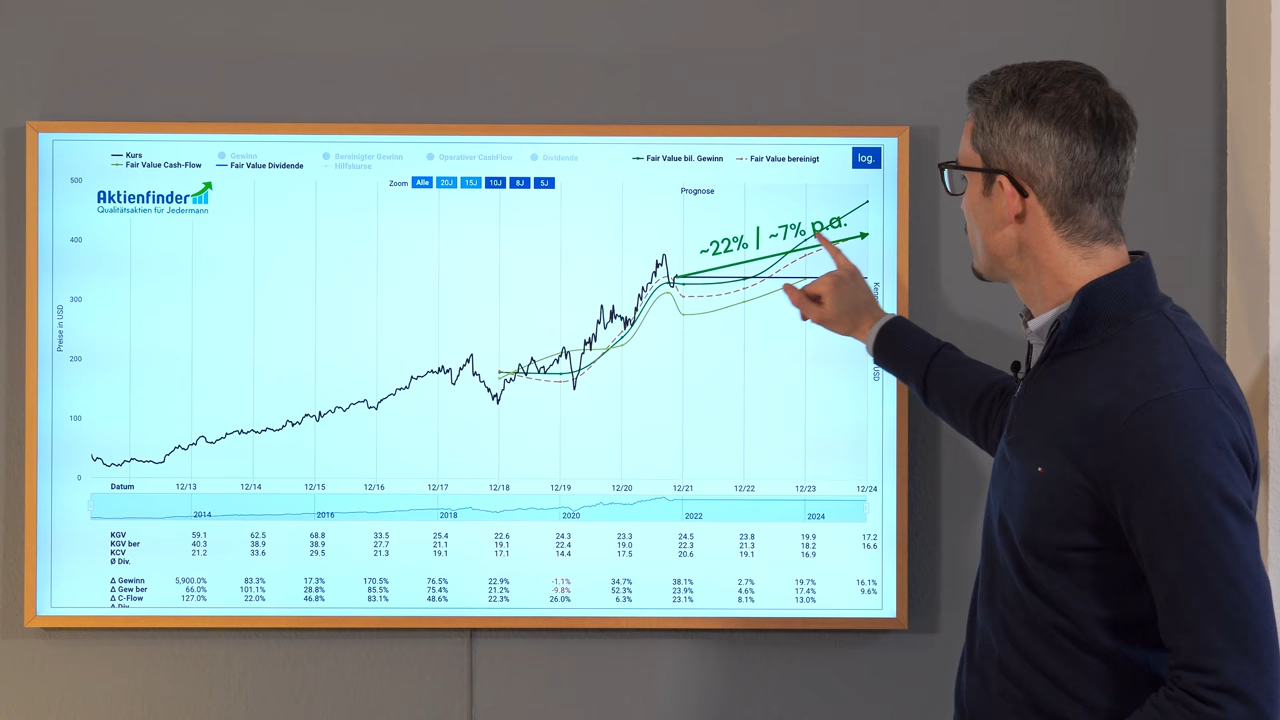 Kurs
Gewinn
Bereinigter Gewinn
Operativer CashFlow
Dividende
Fair Value bil. Gewinn
Fair Value bereinigt
log.
Fair Value Cash-Flow
Fair Value Dividende
Hilfskurse
Zoom Alle 20J 15J 10J 8J 5J
Prognose
Aktienfinder
Qualitätsaktien für Jedermann
~22% | ~7% p.a.
500
400
300
200
100
0
Preise in USD
USD
Datum 12/13 12/14 12/15 12/16 12/17 12/18 12/19 12/20 12/21 12/22 12/23 12/24
2014 2016 2018 2020 2022 2024
KGV 59.1 62.5 68.8 33.5 25.4 22.6 24.3 23.3 24.5 23.8 19.9 17.2
KGV ber 40.3 38.9 38.9 27.7 21.1 19.1 22.4 19.0 22.3 21.3 18.2 16.6
KCV 21.2 33.6 29.5 21.3 19.1 17.1 14.4 17.5 20.6 19.1 16.9
Ø Div.
Δ Gewinn 5,900.0% 83.3% 17.3% 170.5% 76.5% 22.9% -1.1% 34.7% 38.1% 2.7% 19.7% 16.1%
Δ Gew ber 66.0% 101.1% 28.8% 85.5% 75.4% 21.2% -9.8% 52.3% 23.9% 4.6% 17.4% 9.6%
Δ C-Flow 127.0% 22.0% 46.8% 83.1% 48.6% 22.3% 26.0% 6.3% 23.1% 8.1% 13.0%